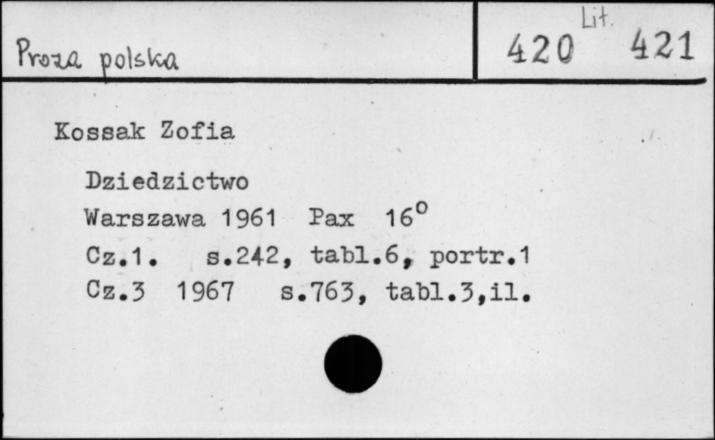 Lit.
Proza polska 420 421
Kossak Zofia
Dziedzictwo
Warszawa 1961 Pax 16°
Cz.1. s.242, tabl.6, portr.1
Cz.3 1967 s.763, tabl.3,il.